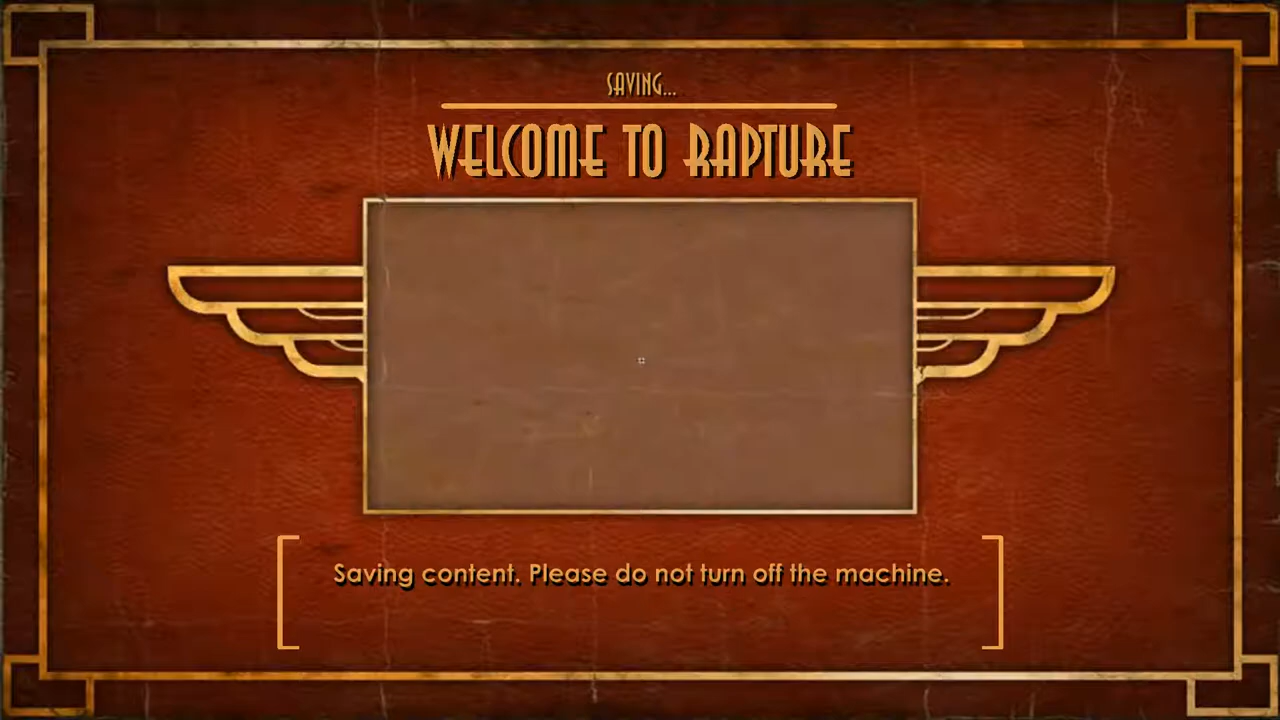 SAVING...
WELCOME TO RAPTURE
Saving content. Please do not turn off the machine.